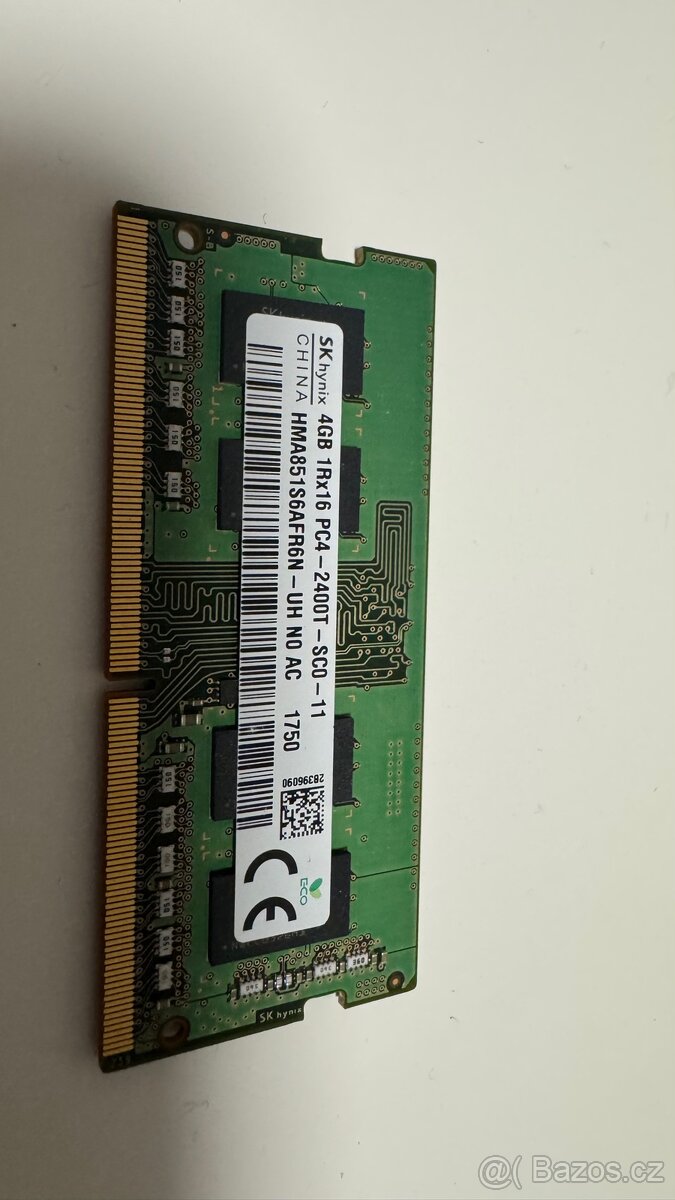 SK hynix 4GB 1Rx16 PC4-2400T-SC0-11
CHINA HMA851S6AFR6N-UH N0 AC 1750
2B396090
CE
ECO
SK hynix
@( Bazos.cz